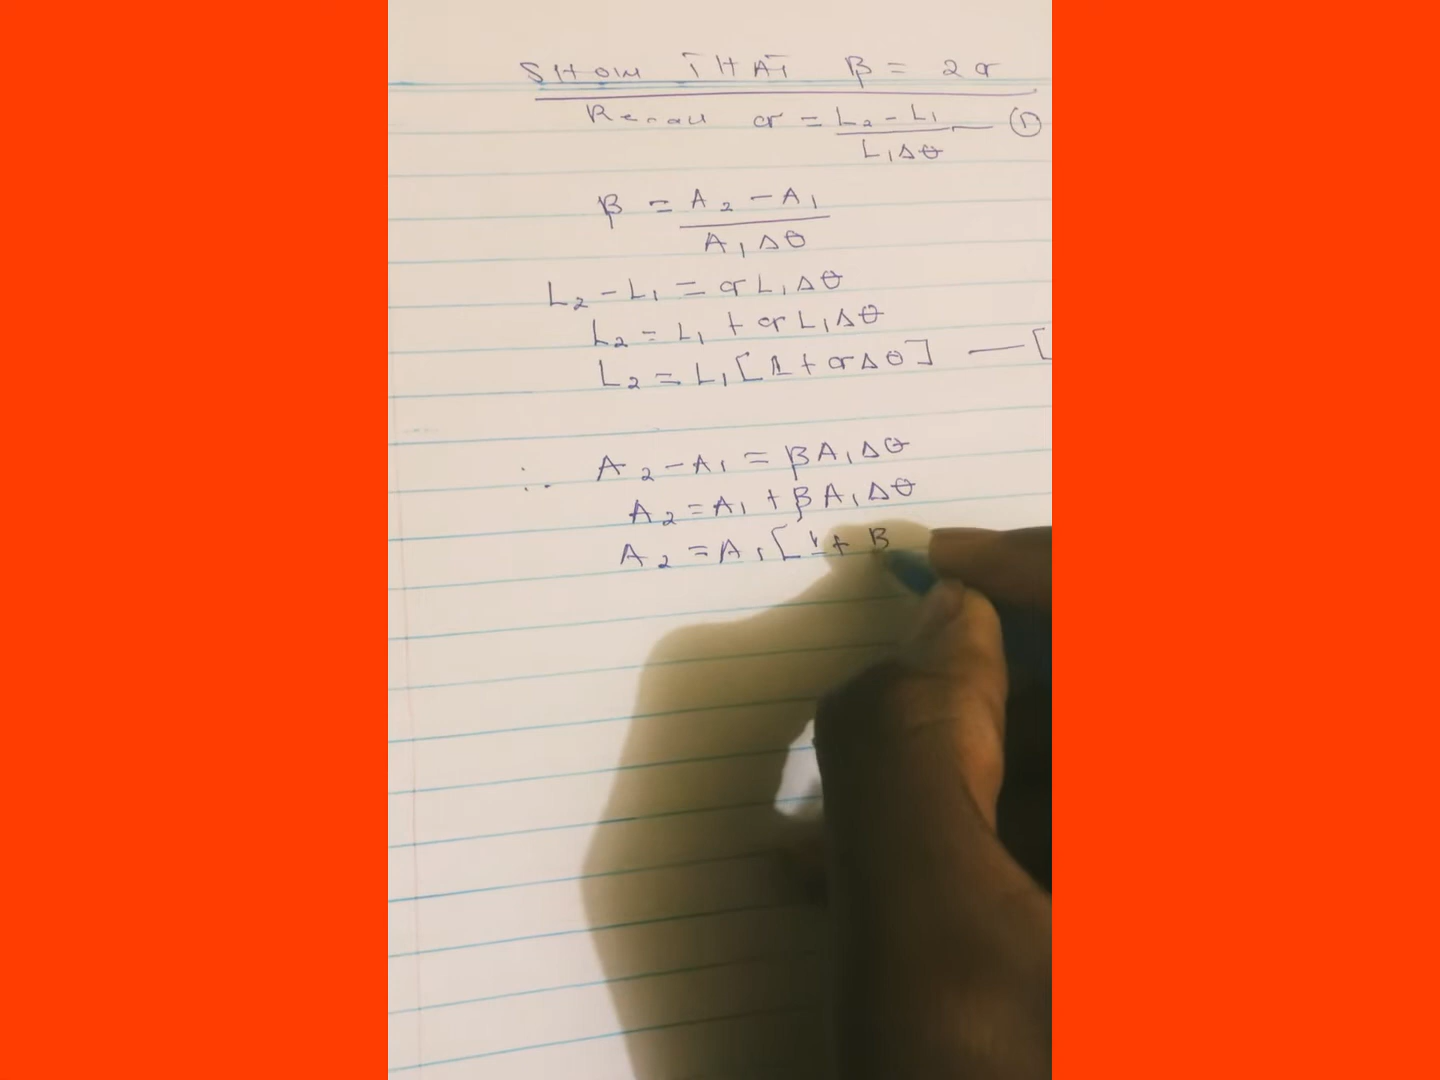 SHOW THAT β = 2α
Recall α = L₂ - L₁ / L₁Δθ — ①
β = A₂ - A₁ / A₁Δθ
L₂ - L₁ = αL₁Δθ
L₂ = L₁ + αL₁Δθ
L₂ = L₁[1 + αΔθ] — [
∴ A₂ - A₁ = βA₁Δθ
A₂ = A₁ + βA₁Δθ
A₂ = A₁[1 + β